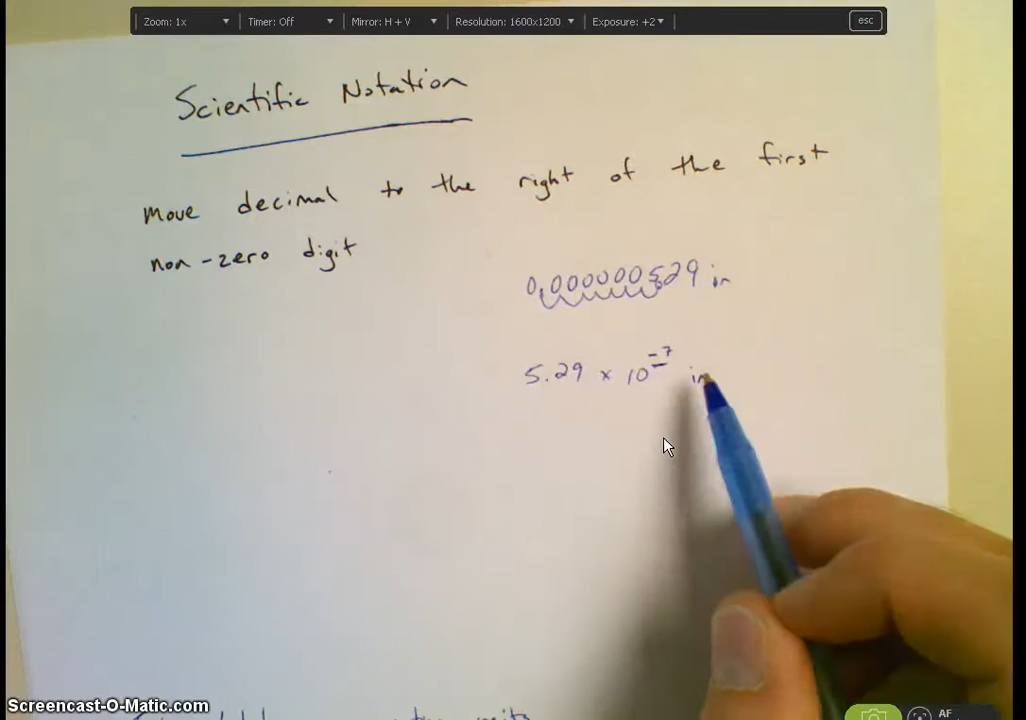 Zoom: 1x Timer: Off Mirror: H + V Resolution: 1600x1200 Exposure: +2 esc
Scientific Notation
Move decimal to the right of the first
non-zero digit
0.000000529 in
5.29 x 10⁻⁷ in
Screencast-O-Matic.com
AF